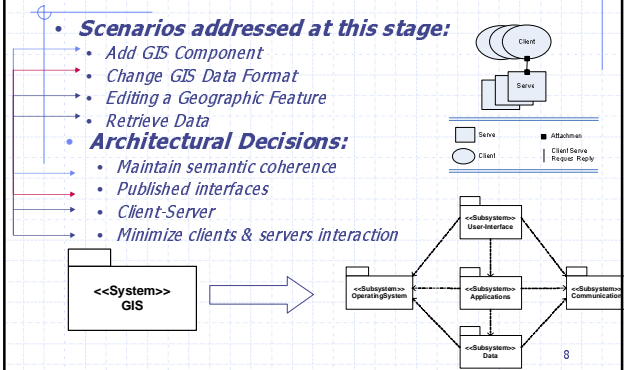 Scenarios addressed at this stage:
Add GIS Component
Change GIS Data Format
Editing a Geographic Feature
Retrieve Data
Architectural Decisions:
Maintain semantic coherence
Published interfaces
Client-Server
Minimize clients & servers interaction
Client
Serve
Serve
Attachmen
Client
Client Serve
Reques Reply
<<System>>
GIS
<<Subsystem>>
User-Interface
<<Subsystem>>
OperatingSystem
<<Subsystem>>
Applications
<<Subsystem>>
Communication
<<Subsystem>>
Data
8